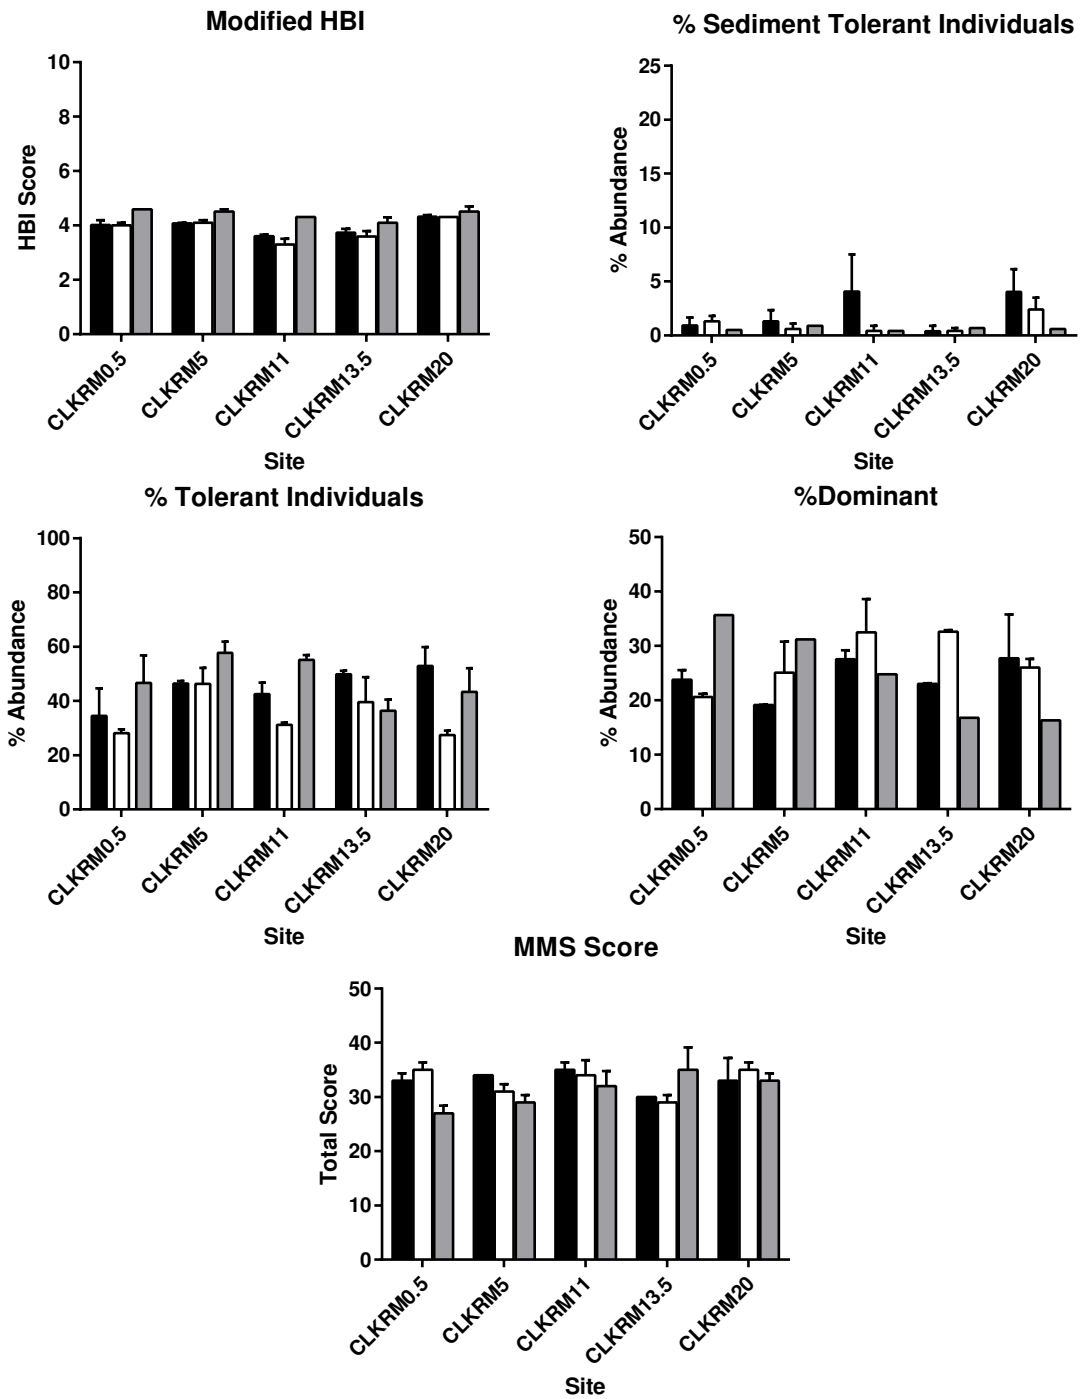 Modified HBI
10
8
6
4
2
0
HBI Score
CLKRM0.5
CLKRM5
CLKRM11
CLKRM13.5
CLKRM20
Site
% Sediment Tolerant Individuals
25
20
15
10
5
0
% Abundance
CLKRM0.5
CLKRM5
CLKRM11
CLKRM13.5
CLKRM20
Site
% Tolerant Individuals
100
80
60
40
20
0
% Abundance
CLKRM0.5
CLKRM5
CLKRM11
CLKRM13.5
CLKRM20
Site
%Dominant
50
40
30
20
10
0
% Abundance
CLKRM0.5
CLKRM5
CLKRM11
CLKRM13.5
CLKRM20
Site
MMS Score
50
40
30
20
10
0
Total Score
CLKRM0.5
CLKRM5
CLKRM11
CLKRM13.5
CLKRM20
Site